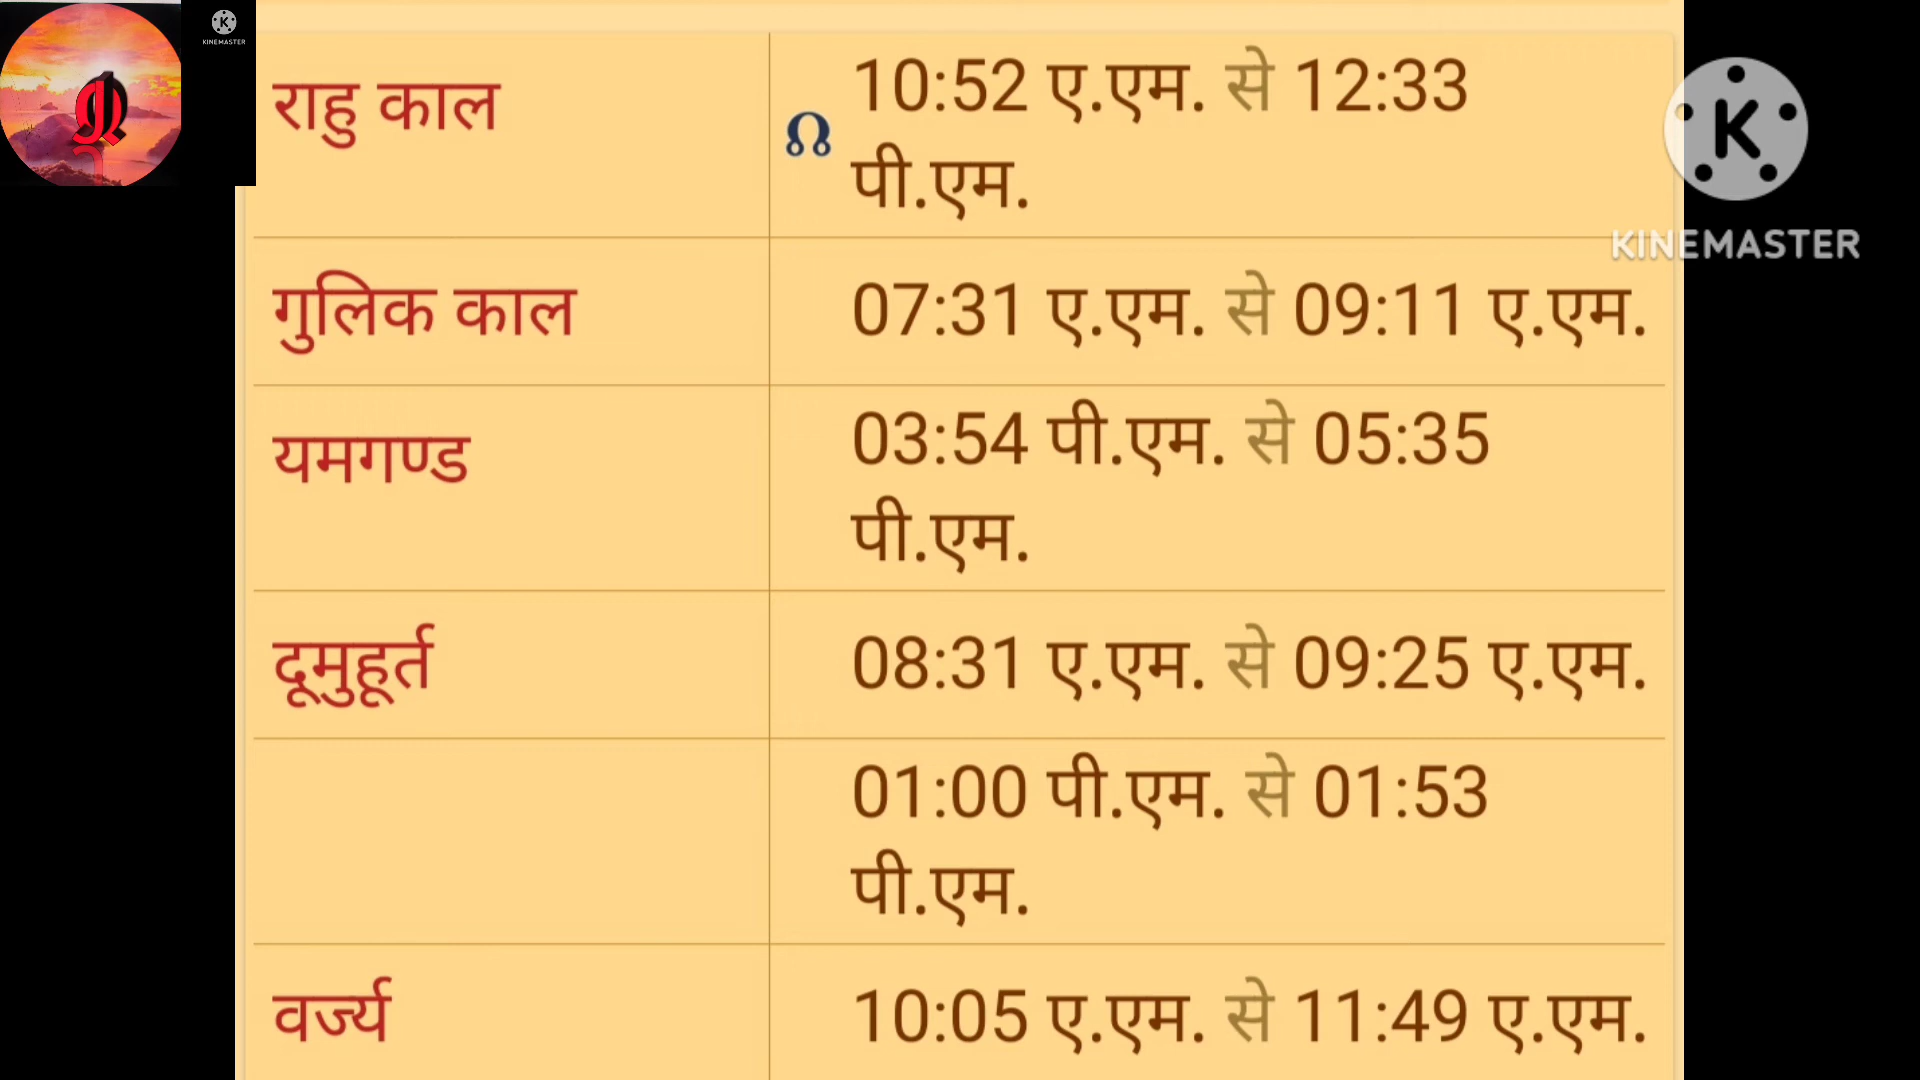 KINEMASTER
राहु काल
10:52 ए.एम. से 12:33
पी.एम.
KINEMASTER
गुलिक काल
07:31 ए.एम. से 09:11 ए.एम.
यमगण्ड
03:54 पी.एम. से 05:35
पी.एम.
दूमुहूर्त
08:31 ए.एम. से 09:25 ए.एम.
01:00 पी.एम. से 01:53
पी.एम.
वर्ज्य
10:05 ए.एम. से 11:49 ए.एम.